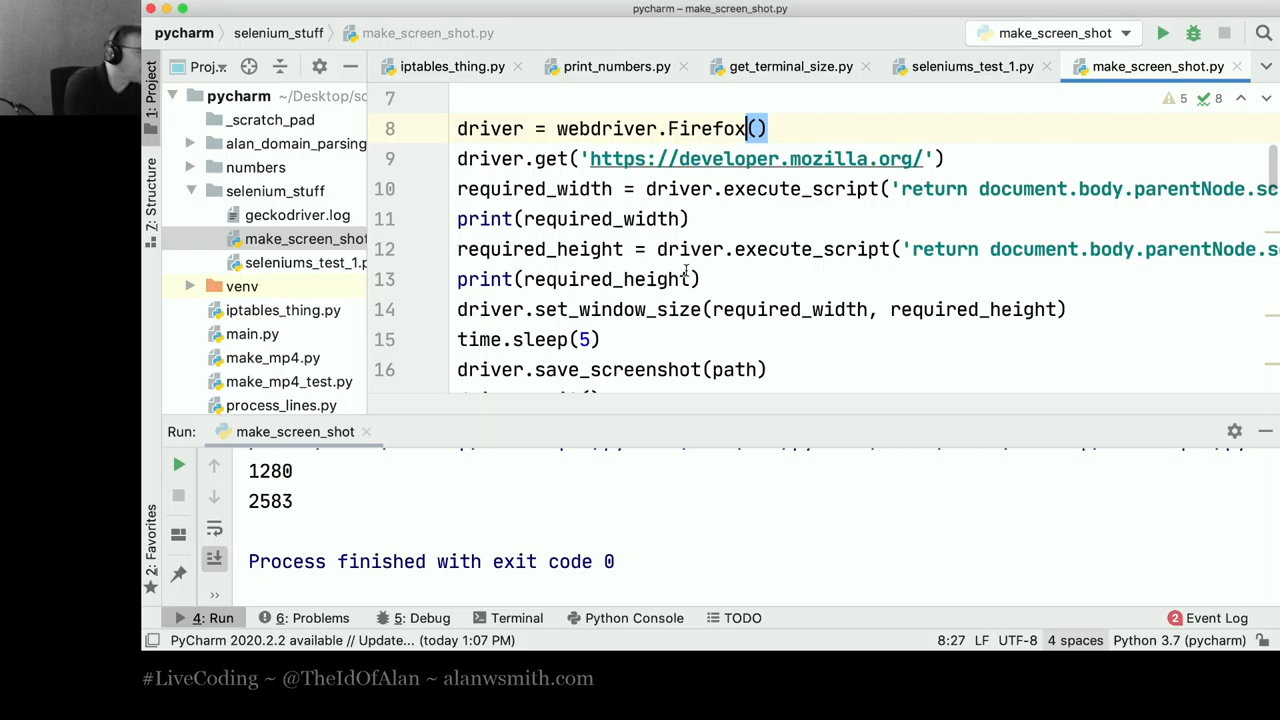 pycharm – make_screen_shot.py
pycharm selenium_stuff make_screen_shot.py make_screen_shot
Proj. iptables_thing.py print_numbers.py get_terminal_size.py seleniums_test_1.py make_screen_shot.py
1: Project
7: Structure
2: Favorites
pycharm ~/Desktop/sc
_scratch_pad
alan_domain_parsing
numbers
selenium_stuff
geckodriver.log
make_screen_shot
seleniums_test_1.p
venv
iptables_thing.py
main.py
make_mp4.py
make_mp4_test.py
process_lines.py
5 8
7
8 driver = webdriver.Firefox()
9 driver.get('https://developer.mozilla.org/')
10 required_width = driver.execute_script('return document.body.parentNode.sc
11 print(required_width)
12 required_height = driver.execute_script('return document.body.parentNode.s
13 print(required_height)
14 driver.set_window_size(required_width, required_height)
15 time.sleep(5)
16 driver.save_screenshot(path)
Run: make_screen_shot
1280
2583
Process finished with exit code 0
4: Run 6: Problems 5: Debug Terminal Python Console TODO 2 Event Log
PyCharm 2020.2.2 available // Update... (today 1:07 PM) 8:27 LF UTF-8 4 spaces Python 3.7 (pycharm)
#LiveCoding ~ @TheIdOfAlan ~ alanwsmith.com